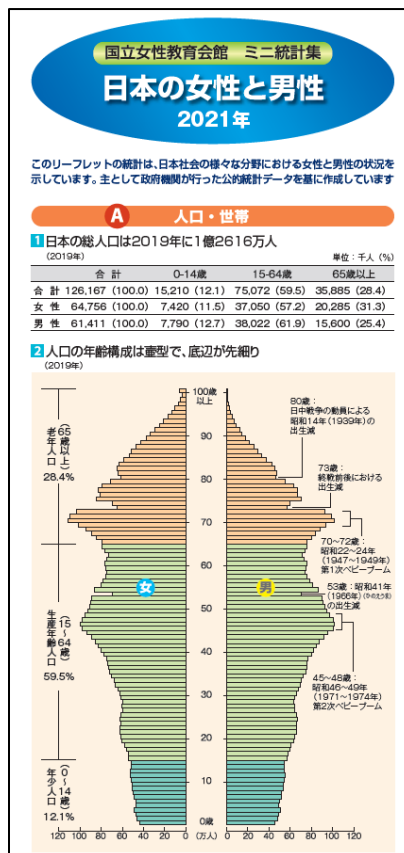 国立女性教育会館 ミニ統計集
日本の女性と男性
2021年
このリーフレットの統計は、日本社会の様々な分野における女性と男性の状況を
示しています。主として政府機関が行った公的統計データを基に作成しています
A 人口・世帯
1 日本の総人口は2019年に1億2616万人
(2019年) 単位：千人（%）
合 計 0-14歳 15-64歳 65歳以上
合 計 126,167 (100.0) 15,210 (12.1) 75,072 (59.5) 35,885 (28.4)
女 性 64,756 (100.0) 7,420 (11.5) 37,050 (57.2) 20,285 (31.3)
男 性 61,411 (100.0) 7,790 (12.7) 38,022 (61.9) 15,600 (25.4)
2 人口の年齢構成は壷型で、底辺が先細り
(2019年)
100歳
以上
90
80
70
60
50
40
30
20
10
0歳
老年人口
（65歳以上）
28.4%
生産年齢人口
（15～64歳）
59.5%
年少人口
（0～14歳）
12.1%
女
男
80歳：
日中戦争の動員による
昭和14年（1939年）の
出生減
73歳：
終戦前後における
出生減
70～72歳：
昭和22～24年
（1947～1949年）
第1次ベビーブーム
53歳：昭和41年
（1966年）（ひのえうま）
の出生減
45～48歳：
昭和46～49年
（1971～1974年）
第2次ベビーブーム
120 100 80 60 40 20 0 (万人) 0 20 40 60 80 100 120